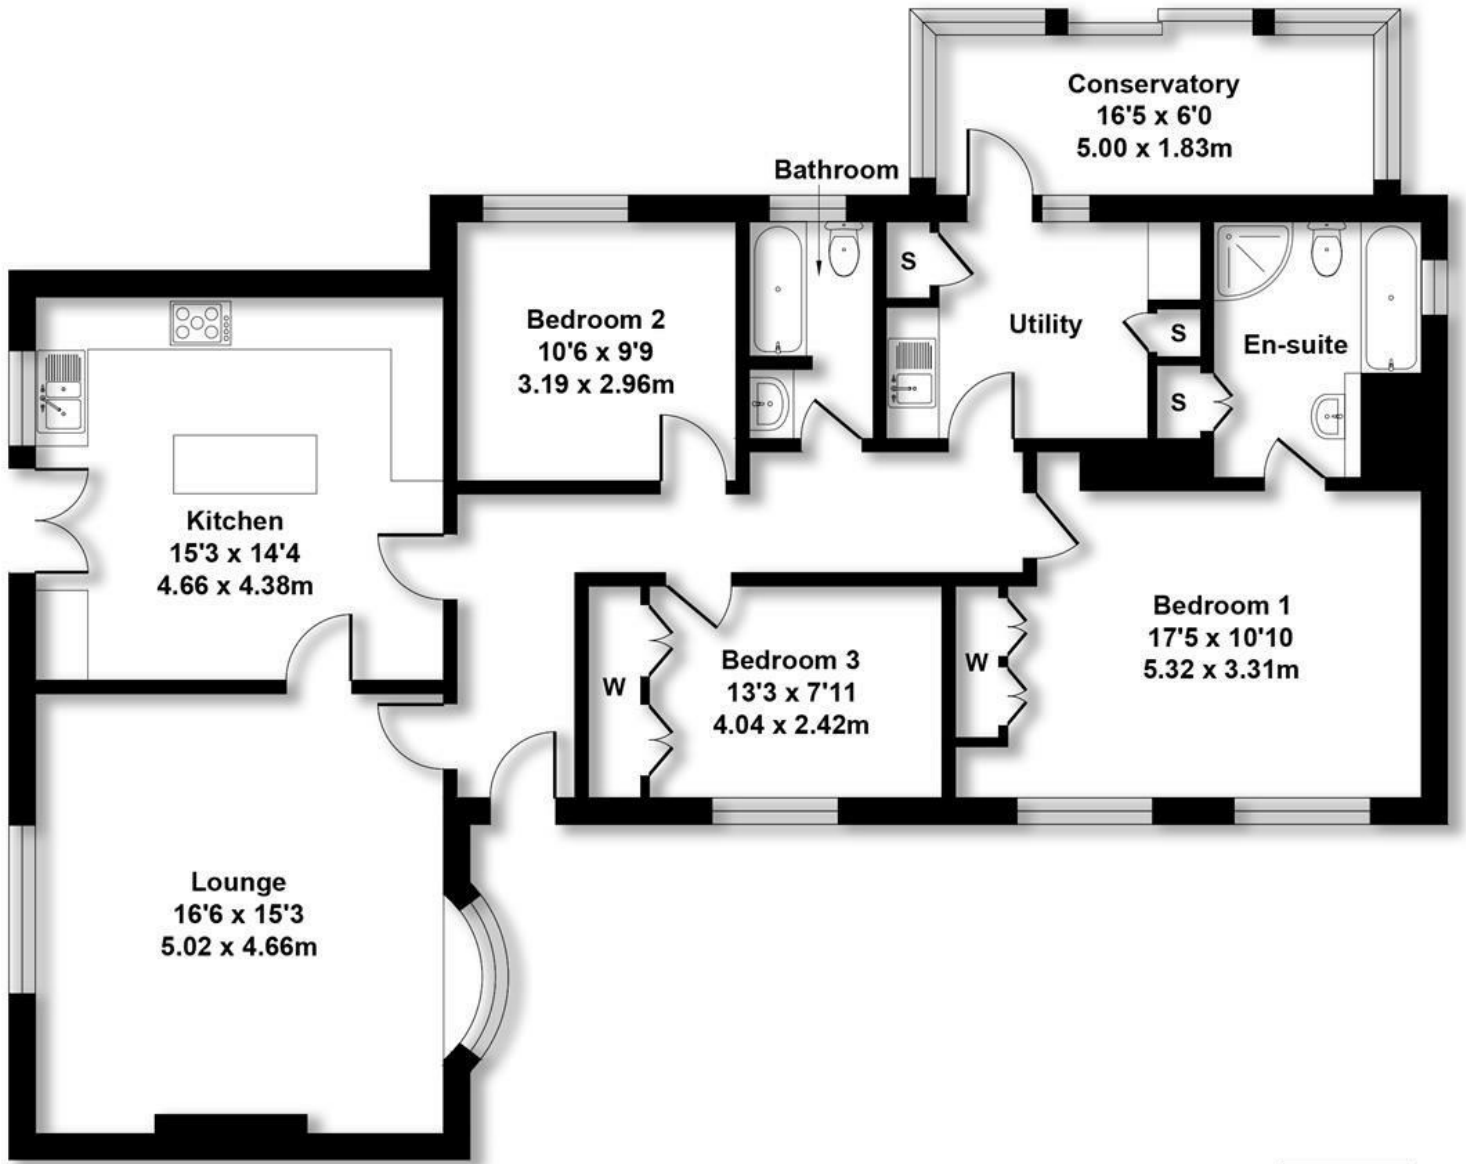 Conservatory
16'5 x 6'0
5.00 x 1.83m
Bathroom
S
Bedroom 2
10'6 x 9'9
3.19 x 2.96m
Utility
S
En-suite
S
Kitchen
15'3 x 14'4
4.66 x 4.38m
Bedroom 1
17'5 x 10'10
5.32 x 3.31m
W
Bedroom 3
13'3 x 7'11
4.04 x 2.42m
W
Lounge
16'6 x 15'3
5.02 x 4.66m